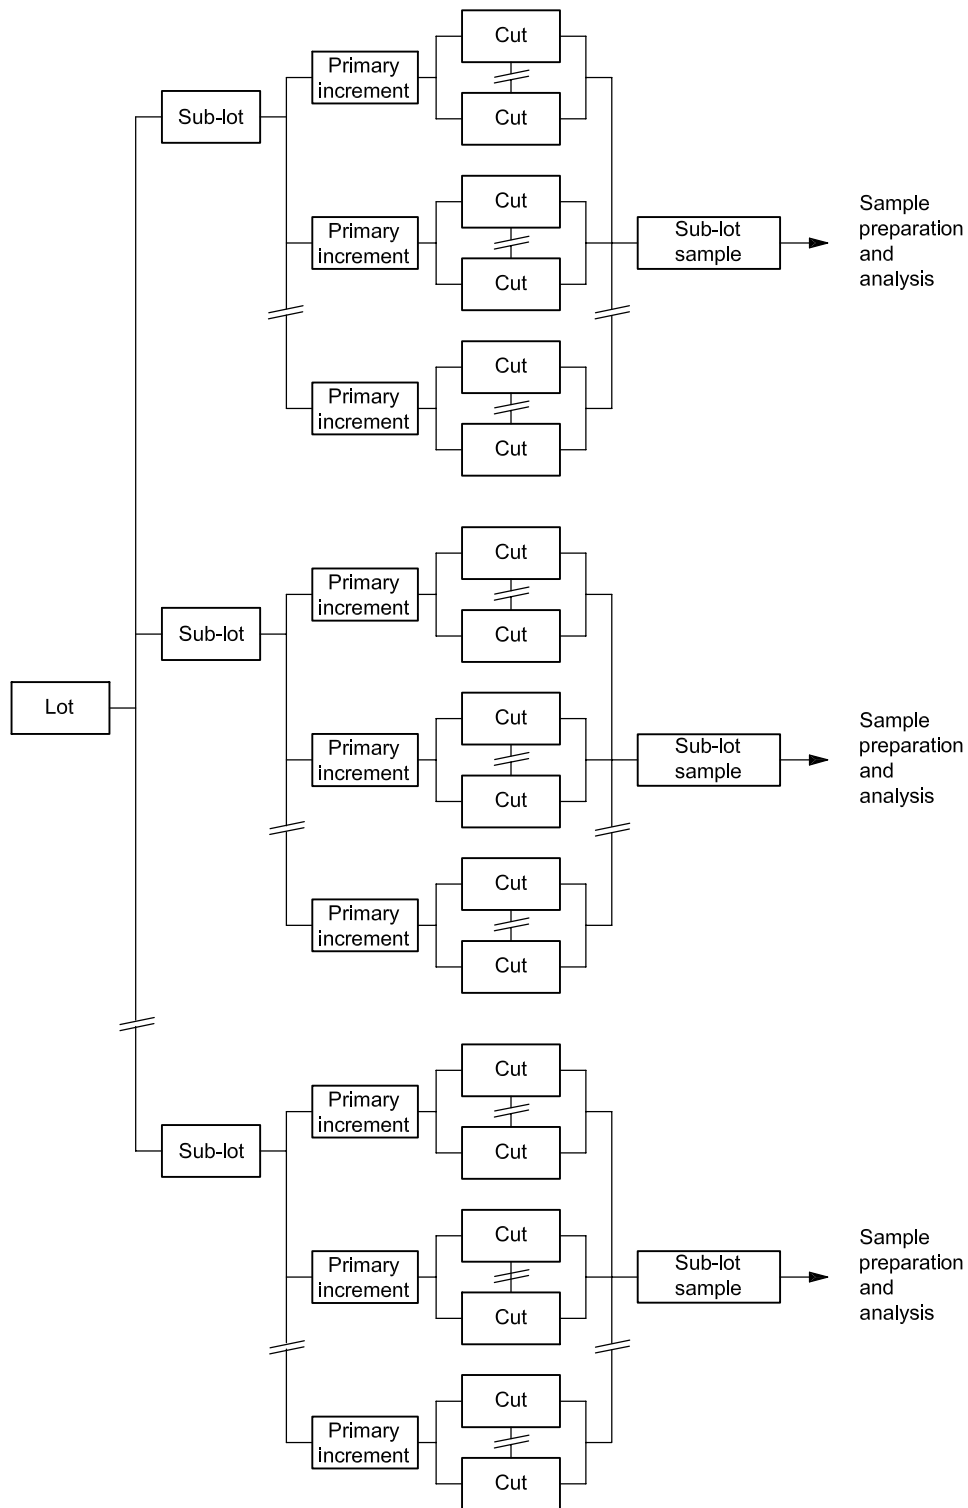 Cut
Primary
increment
Cut
Sub-lot
Cut
Primary
increment
Cut
Sub-lot
sample
Sample
preparation
and
analysis
Cut
Primary
increment
Cut
Cut
Primary
increment
Cut
Sub-lot
Lot
Cut
Primary
increment
Cut
Sub-lot
sample
Sample
preparation
and
analysis
Cut
Primary
increment
Cut
Cut
Primary
increment
Cut
Sub-lot
Cut
Primary
increment
Cut
Sub-lot
sample
Sample
preparation
and
analysis
Cut
Primary
increment
Cut